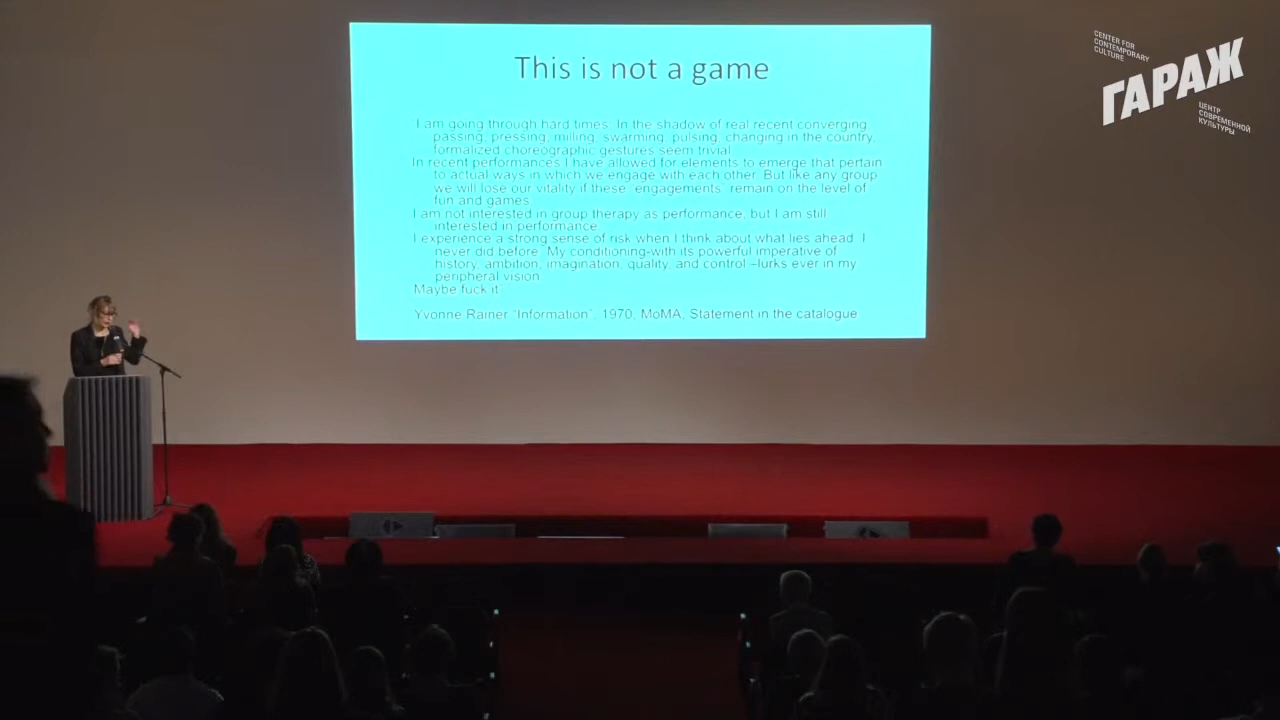 This is not a game
I am going through hard times: In the shadow of real recent converging,
passing, pressing, milling, swarming, pulsing, changing in the country,
formalized choreographic gestures seem trivial.
In recent performances I have allowed for elements to emerge that pertain
to actual ways in which we engage with each other. But like any group
we will lose our vitality if these "engagements" remain on the level of
fun and games.
I am not interested in group therapy as performance, but I am still
interested in performance.
I experience a strong sense of risk when I think about what lies ahead. I
never did before. My conditioning-with its powerful imperative of
history, ambition, imagination, quality, and control –lurks ever in my
peripheral vision.
Maybe fuck it"
Yvonne Rainer "Information", 1970, MoMA, Statement in the catalogue
CENTER FOR
CONTEMPORARY
CULTURE
ГАРАЖ
ЦЕНТР
СОВРЕМЕННОЙ
КУЛЬТУРЫ